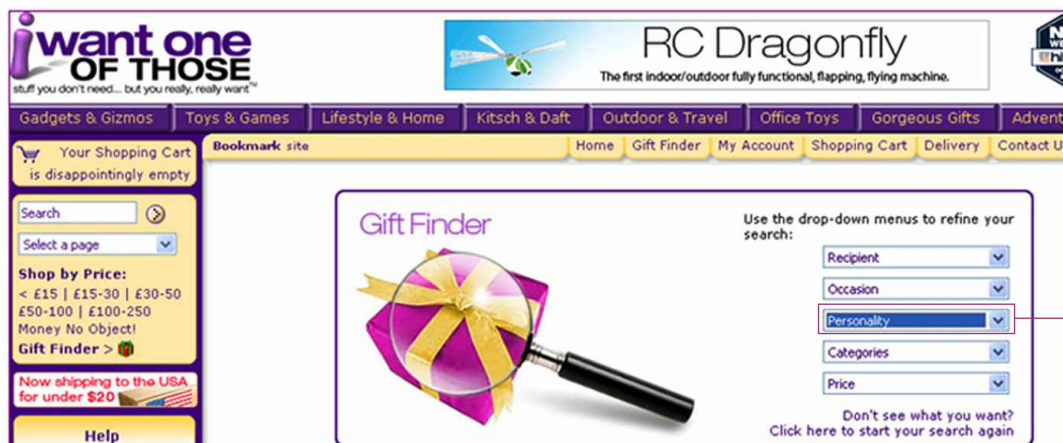 i want one
OF THOSE
stuff you don't need... but you really, really want™
RC Dragonfly
The first indoor/outdoor fully functional, flapping, flying machine.
Gadgets & Gizmos Toys & Games Lifestyle & Home Kitsch & Daft Outdoor & Travel Office Toys Gorgeous Gifts Advent
Your Shopping Cart
is disappointingly empty
Bookmark site Home Gift Finder My Account Shopping Cart Delivery Contact U
Search
Select a page
Shop by Price:
< £15 | £15-30 | £30-50
£50-100 | £100-250
Money No Object!
Gift Finder >
Now shipping to the USA
for under $20
Help
Gift Finder
Use the drop-down menus to refine your
search:
Recipient
Occasion
Personality
Categories
Price
Don't see what you want?
Click here to start your search again